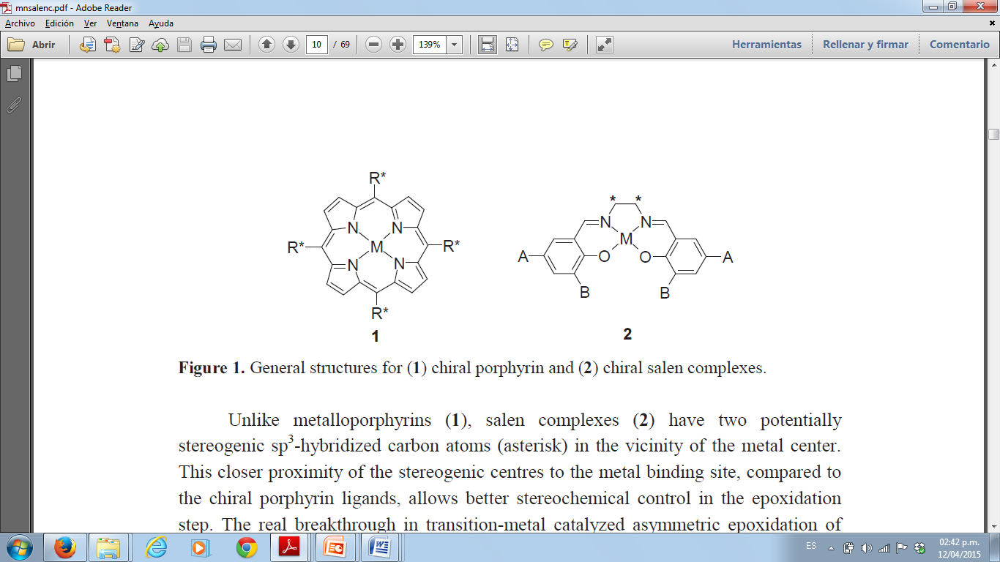 mnsalenc.pdf - Adobe Reader
Archivo Edición Ver Ventana Ayuda
Abrir 10 / 69 139% Herramientas Rellenar y firmar Comentario
R*
N N
R* M R*
N N
R*
1
* *
N N
M
A O O A
B B
2
Figure 1. General structures for (1) chiral porphyrin and (2) chiral salen complexes.
Unlike metalloporphyrins (1), salen complexes (2) have two potentially
stereogenic sp³-hybridized carbon atoms (asterisk) in the vicinity of the metal center.
This closer proximity of the stereogenic centres to the metal binding site, compared to
the chiral porphyrin ligands, allows better stereochemical control in the epoxidation
step. The real breakthrough in transition-metal catalyzed asymmetric epoxidation of
ES 02:42 p.m.
12/04/2015